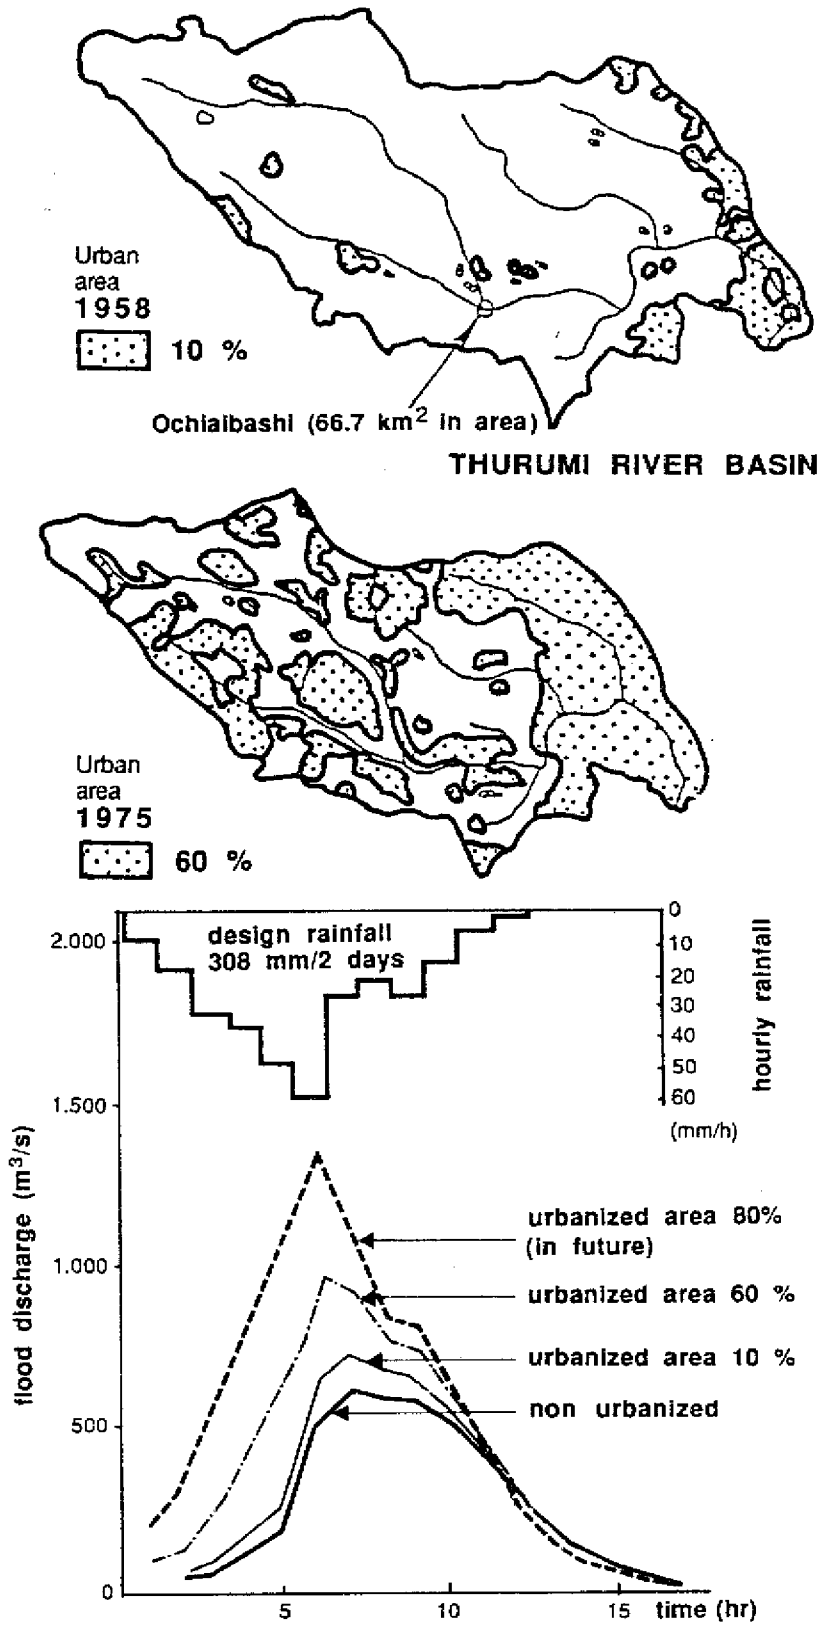 Urban
area
1958
10 %
Ochiaibashi (66.7 km² in area)
THURUMI RIVER BASIN
Urban
area
1975
60 %
design rainfall
308 mm/2 days
2.000
1.500
1.000
500
0
flood discharge (m³/s)
0
10
20
30
40
50
60
(mm/h)
hourly rainfall
urbanized area 80%
(in future)
urbanized area 60 %
urbanized area 10 %
non urbanized
5
10
15
time (hr)